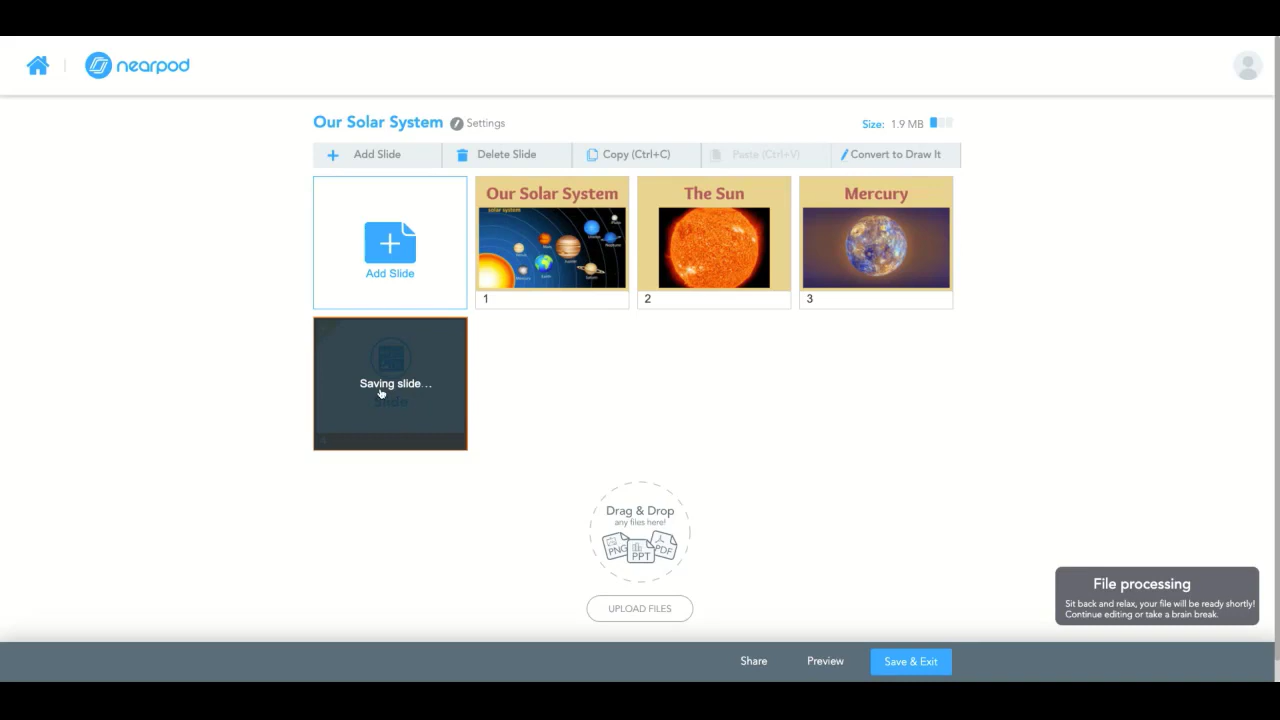 nearpod
Our Solar System Settings
Size: 1.9 MB
Add Slide Delete Slide Copy (Ctrl+C) Paste (Ctrl+V) Convert to Draw It
Add Slide
Our Solar System
solar system
1
The Sun
2
Mercury
3
Saving slide...
Slide
Drag & Drop
any files here!
PNG PPT PDF
UPLOAD FILES
File processing
Sit back and relax, your file will be ready shortly!
Continue editing or take a brain break.
Share Preview Save & Exit